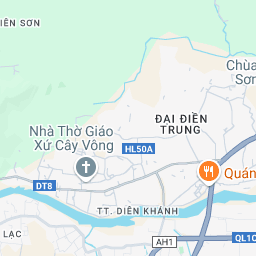 IÊN SƠN
Chùa
Sơn
ĐẠI ĐIỀN
TRUNG
Nhà Thờ Giáo
Xứ Cây Vông
HL50A
Quán
DT8
TT. DIÊN KHÁNH
LẠC
AH1
QL1C